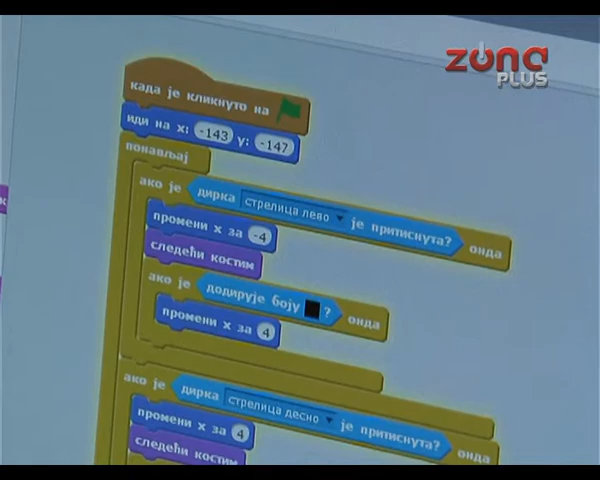 zona
PLUS
када је кликнуто на
иди на x: -143 y: -147
понављај
ако је дирка стрелица лево је притиснута? онда
промени x за -4
следећи костим
ако је додирује боју ? онда
промени x за 4
ако је дирка стрелица десно је притиснута? онда
промени x за 4
следећи костим